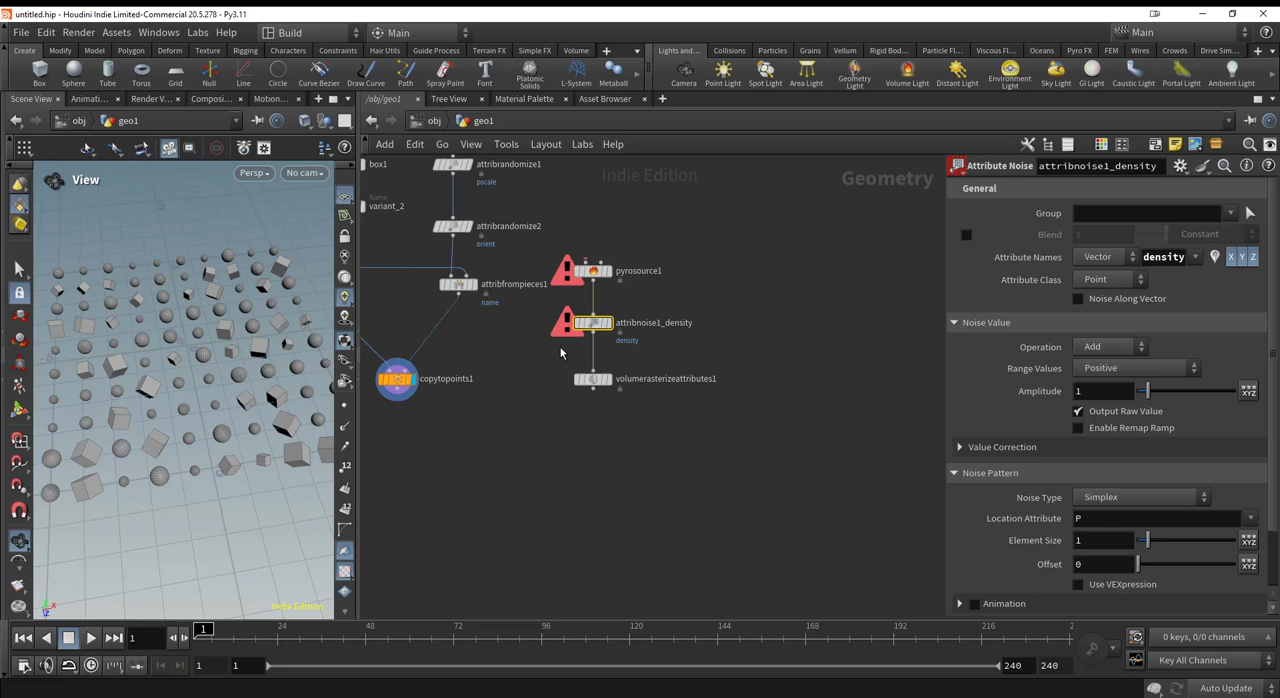 untitled.hip - Houdini Indie Limited-Commercial 20.5.278 - Py3.11
File Edit Render Assets Windows Labs Help Build Main Main
Create Modify Model Polygon Deform Texture Rigging Characters Constraints Hair Utils Guide Process Terrain FX Simple FX Volume Lights and... Collisions Particles Grains Vellum Rigid Bod... Particle Fl... Viscous Fl... Oceans Pyro FX FEM Wires Crowds Drive Sim...
Box Sphere Tube Torus Grid Null Line Circle Curve Bezier Draw Curve Path Spray Paint Font Platonic Solids L-System Metaball Camera Point Light Spot Light Area Light Geometry Light Volume Light Distant Light Environment Light Sky Light GI Light Caustic Light Portal Light Ambient Light
Scene View Animati... Render V... Composi... Motion... /obj/geo1 Tree View Material Palette Asset Browser
obj geo1 obj geo1
Add Edit Go View Tools Layout Labs Help
View Persp No cam
Indie Edition Geometry
box1 attribrandomize1
pscale
Name
variant_2 attribrandomize2
orient
attribfrompieces1
name
pyrosource1
attribnoise1_density
density
copytopoints1 volumerasterizeattributes1
12
12
Indie Edition
Attribute Noise attribnoise1_density
General
Group
Blend 1 Constant
Attribute Names Vector density X Y Z
Attribute Class Point
Noise Along Vector
Noise Value
Operation Add
Range Values Positive
Amplitude 1 XYZ
Output Raw Value
Enable Remap Ramp
Value Correction
Noise Pattern
Noise Type Simplex
Location Attribute P
Element Size 1 XYZ
Offset 0 XYZ
Use VEXpression
Animation
1 1 24 48 72 96 120 144 168 192 216 2
0 keys, 0/0 channels
1 1 240 240 Key All Channels
Auto Update